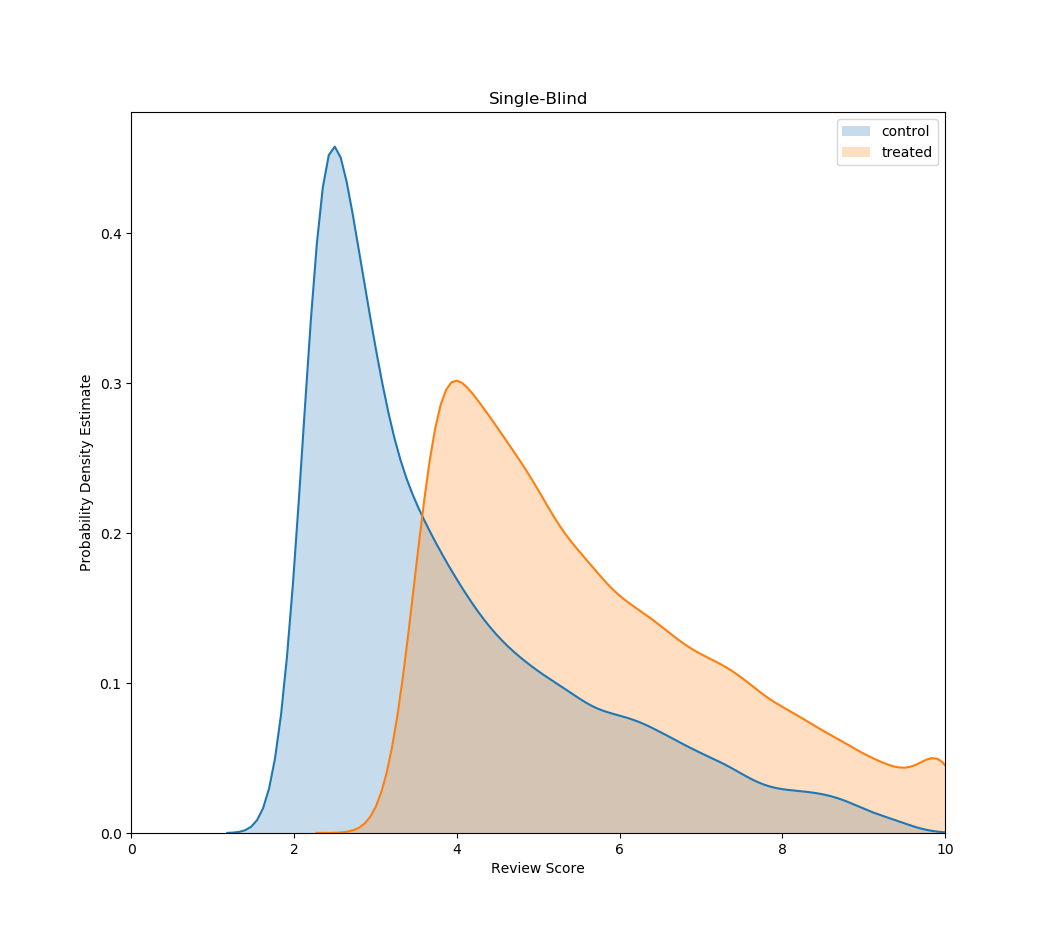 Single-Blind
control
treated
Probability Density Estimate
0.4
0.3
0.2
0.1
0.0
0 2 4 6 8 10
Review Score